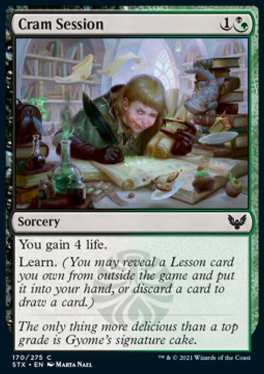 Cram Session 1
Sorcery
You gain 4 life.
Learn. (You may reveal a Lesson card
you own from outside the game and put
it into your hand, or discard a card to
draw a card.)
The only thing more delicious than a top
grade is Gyome's signature cake.
170/275 C
STX • EN MARTA NAEL
™ & © 2021 Wizards of the Coast